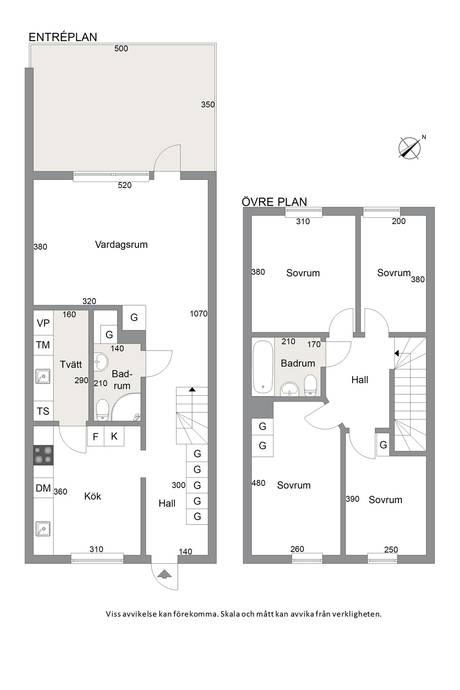 ENTRÉPLAN
500
350
N
520
380
Vardagsrum
320
1070
160
VP
TM
Tvätt
290
TS
G
G
140
Bad-
rum
210
F
K
DM
360
Kök
310
300
Hall
G
G
G
G
G
140
ÖVRE PLAN
310
200
380
Sovrum
Sovrum
380
210
170
Badrum
Hall
G
G
480
Sovrum
260
G
390
Sovrum
250
Viss avvikelse kan förekomma. Skala och mått kan avvika från verkligheten.